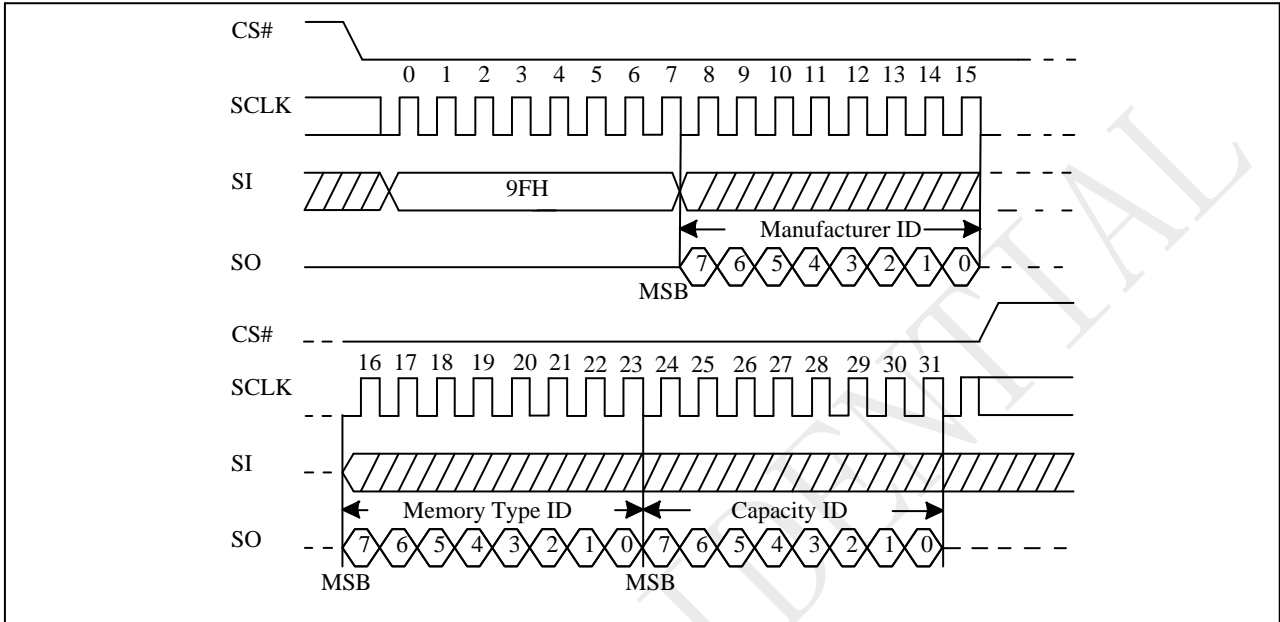 CS#
0 1 2 3 4 5 6 7 8 9 10 11 12 13 14 15
SCLK
SI 9FH
Manufacturer ID
SO 7 6 5 4 3 2 1 0
MSB
CS#
16 17 18 19 20 21 22 23 24 25 26 27 28 29 30 31
SCLK
SI
Memory Type ID Capacity ID
SO 7 6 5 4 3 2 1 0 7 6 5 4 3 2 1 0
MSB MSB
IDENTIAL